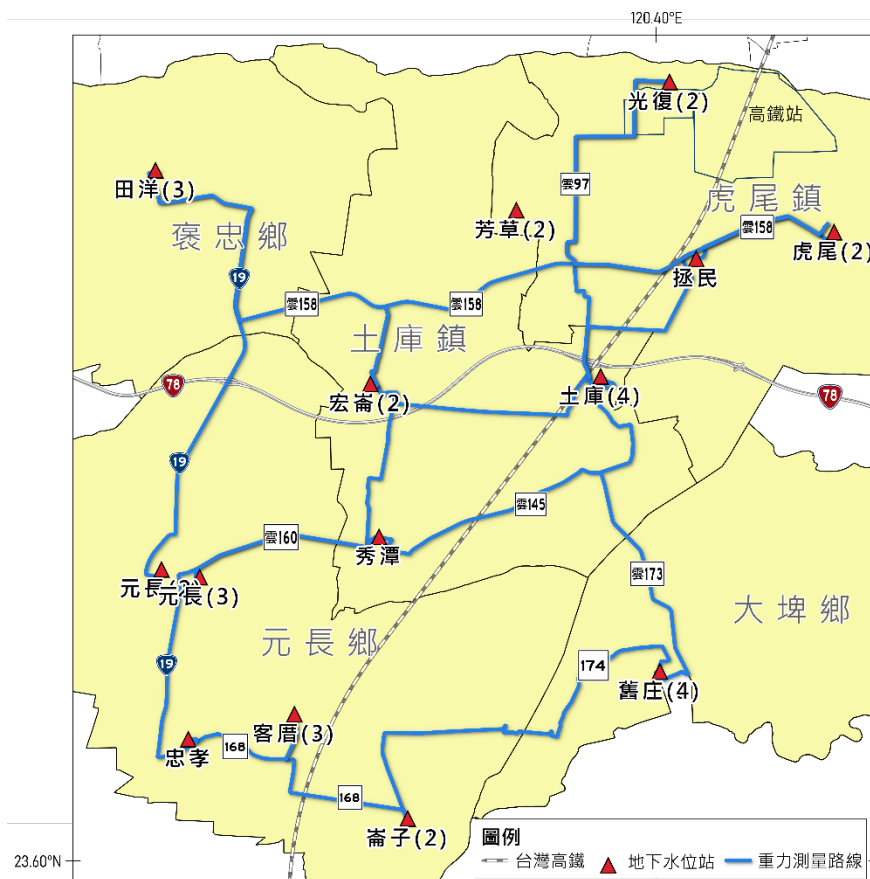 120.40°E
光復(2)
高鐵站
田洋(3)
雲97
虎尾鎮
芳草(2)
雲158
褒忠鄉
虎尾(2)
拯民
19
雲158
雲158
土庫鎮
78
宏崙(2)
土庫(4)
78
19
雲145
雲160
秀潭
元長
元長(3)
雲173
大埤鄉
元長鄉
19
174
舊庄(4)
客厝(3)
忠孝
168
168
崙子(2)
圖例
23.60°N
台灣高鐵
地下水位站
重力測量路線